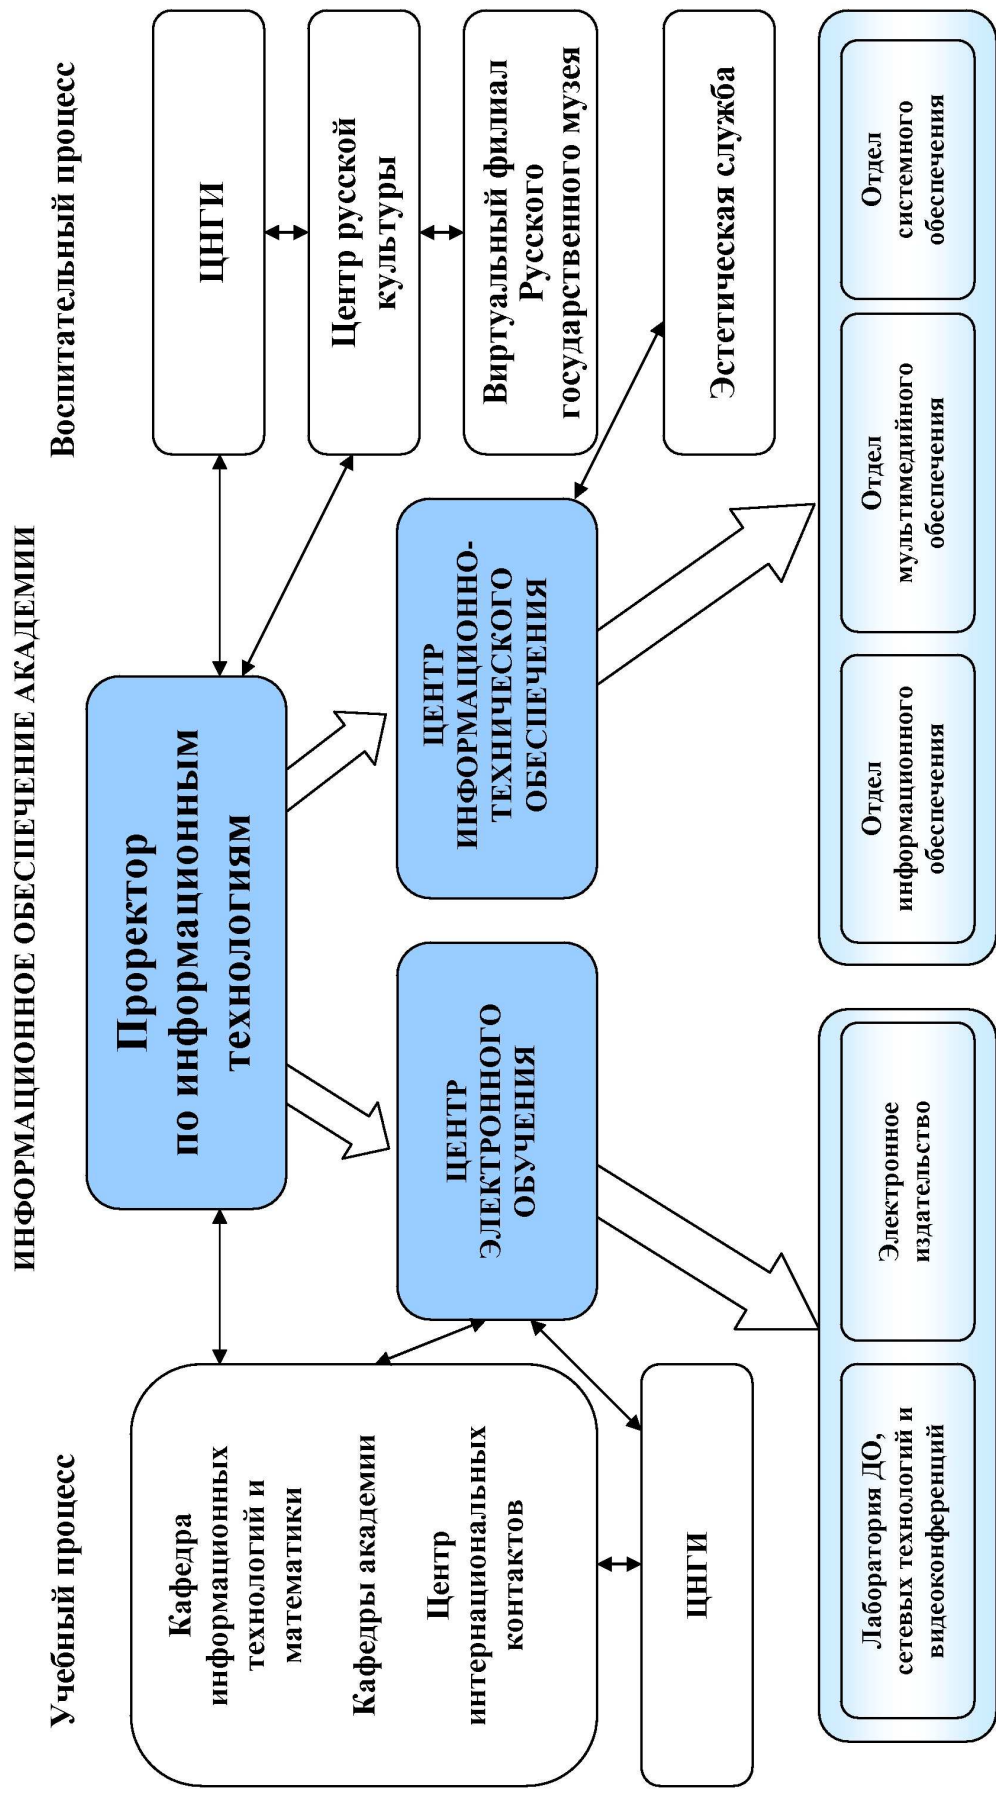 ИНФОРМАЦИОННОЕ ОБЕСПЕЧЕНИЕ АКАДЕМИИ
Учебный процесс
Воспитательный процесс
Кафедра
информационных
технологий и
математики
Кафедры академии
Центр
интернациональных
контактов
ЦНГИ
Проректор
по информационным
технологиям
ЦЕНТР
ЭЛЕКТРОННОГО
ОБУЧЕНИЯ
ЦЕНТР
ИНФОРМАЦИОННО-
ТЕХНИЧЕСКОГО
ОБЕСПЕЧЕНИЯ
ЦНГИ
Центр русской
культуры
Виртуальный филиал
Русского
государственного музея
Эстетическая служба
Лаборатория ДО,
сетевых технологий и
видеоконференций
Электронное
издательство
Отдел
информационного
обеспечения
Отдел
мультимедийного
обеспечения
Отдел
системного
обеспечения